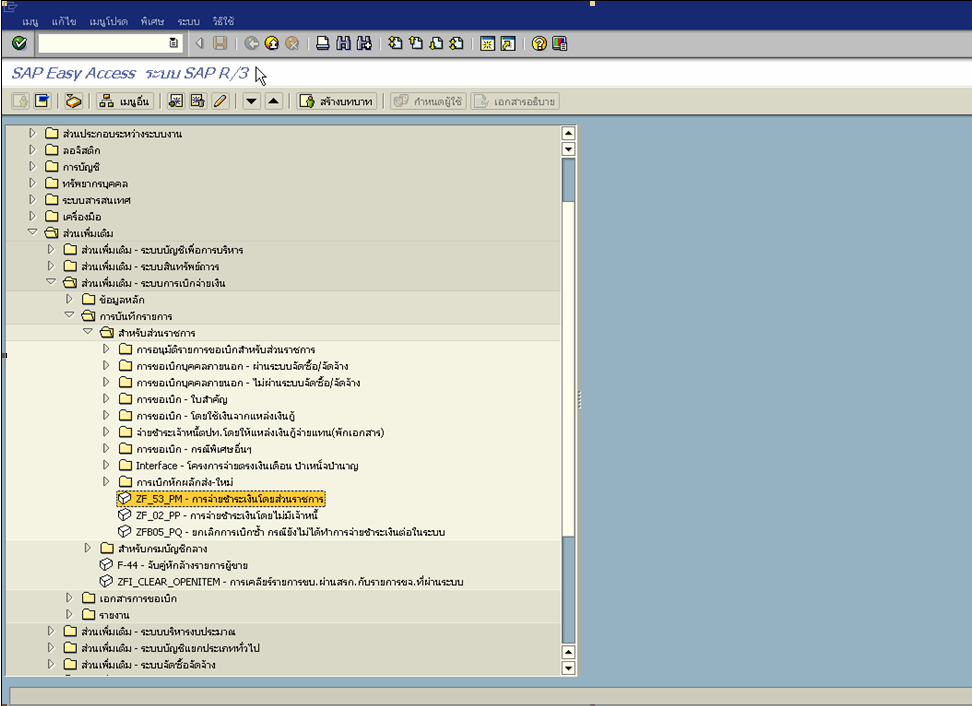 เมนู แก้ไข เมนูโปรด พิเศษ ระบบ วิธีใช้
SAP Easy Access ระบบ SAP R/3
เมนูอื่น สร้างบทบาท กำหนดผู้ใช้ เอกสารอธิบาย
ส่วนประกอบระหว่างระบบงาน
ลอจิสติก
การบัญชี
ทรัพยากรบุคคล
ระบบสารสนเทศ
เครื่องมือ
ส่วนเพิ่มเติม
ส่วนเพิ่มเติม - ระบบบัญชีเพื่อการบริหาร
ส่วนเพิ่มเติม - ระบบสินทรัพย์ถาวร
ส่วนเพิ่มเติม - ระบบการเบิกจ่ายเงิน
ข้อมูลหลัก
การบันทึกรายการ
สำหรับส่วนราชการ
การอนุมัติรายการขอเบิกสำหรับส่วนราชการ
การขอเบิกบุคคลภายนอก - ผ่านระบบจัดซื้อ/จัดจ้าง
การขอเบิกบุคคลภายนอก - ไม่ผ่านระบบจัดซื้อ/จัดจ้าง
การขอเบิก - ใบสำคัญ
การขอเบิก - โดยใช้เงินจากแหล่งเงินกู้
จ่ายชำระเจ้าหนี้ตปท.โดยให้แหล่งเงินกู้จ่ายแทน(พักเอกสาร)
การขอเบิก - กรณีพิเศษอื่นๆ
Interface - โครงการจ่ายตรงเงินเดือน บำเหน็จบำนาญ
การเบิกหักผลักส่ง-ใหม่
ZF_53_PM - การจ่ายชำระเงินโดยส่วนราชการ
ZF_02_PP - การจ่ายชำระเงินโดยไม่มีเจ้าหนี้
ZFB05_PQ - ยกเลิกการเบิกซ้ำ กรณียังไม่ได้ทำการจ่ายชำระเงินต่อในระบบ
สำหรับกรมบัญชีกลาง
F-44 - จับคู่หักล้างรายการผู้ขาย
ZFI_CLEAR_OPENITEM - การเคลียร์รายการขบ.ผ่านสรก.กับรายการขจ.ที่ผ่านระบบ
เอกสารการขอเบิก
รายงาน
ส่วนเพิ่มเติม - ระบบบริหารงบประมาณ
ส่วนเพิ่มเติม - ระบบบัญชีแยกประเภททั่วไป
ส่วนเพิ่มเติม - ระบบจัดซื้อจัดจ้าง